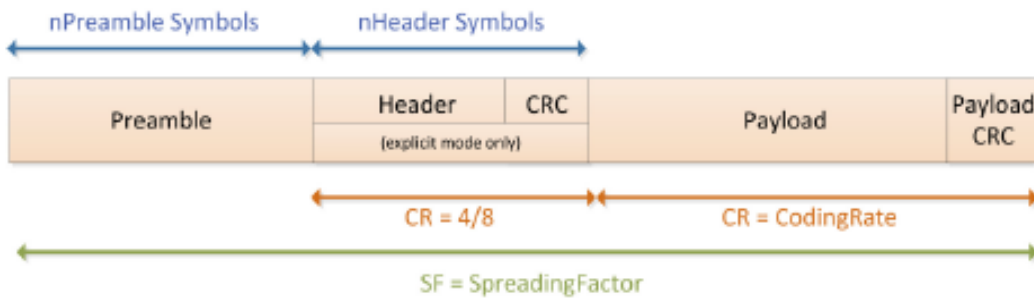 nPreamble Symbols
nHeader Symbols
Preamble
Header
CRC
(explicit mode only)
Payload
Payload
CRC
CR = 4/8
CR = CodingRate
SF = SpreadingFactor